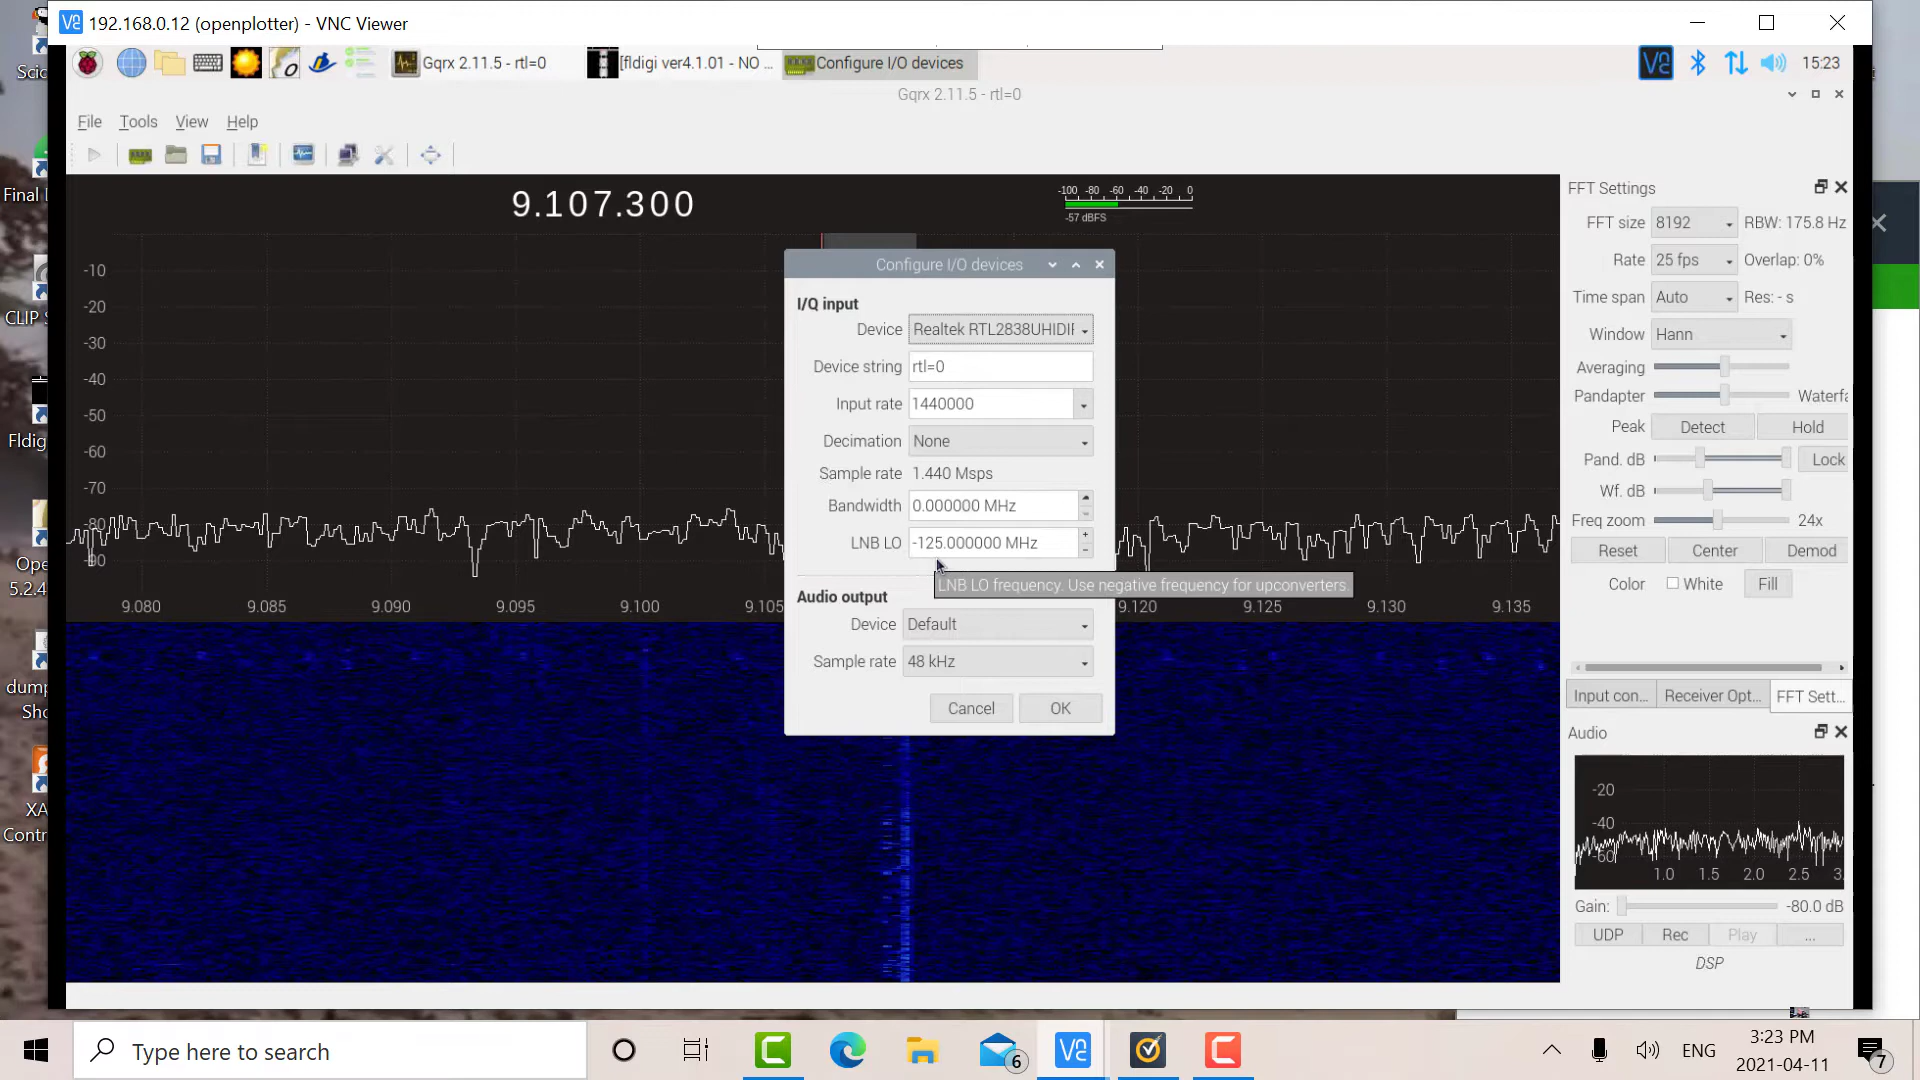 192.168.0.12 (openplotter) - VNC Viewer
Gqrx 2.11.5 - rtl=0
[fldigi ver4.1.01 - NO ...
Configure I/O devices
15:23
Gqrx 2.11.5 - rtl=0
File Tools View Help
9.107.300
-100 -80 -60 -40 -20 0
-57 dBFS
-10
-20
-30
-40
-50
-60
-70
-80
-90
9.080 9.085 9.090 9.095 9.100 9.105 9.120 9.125 9.130 9.135
Configure I/O devices
I/Q input
Device Realtek RTL2838UHIDIF
Device string rtl=0
Input rate 1440000
Decimation None
Sample rate 1.440 Msps
Bandwidth 0.000000 MHz
LNB LO -125.000000 MHz
LNB LO frequency. Use negative frequency for upconverters.
Audio output
Device Default
Sample rate 48 kHz
Cancel OK
FFT Settings
FFT size 8192 RBW: 175.8 Hz
Rate 25 fps Overlap: 0%
Time span Auto Res: - s
Window Hann
Averaging
Pandapter Waterfa
Peak Detect Hold
Pand. dB Lock
Wf. dB
Freq zoom 24x
Reset Center Demod
Color White Fill
Input con... Receiver Opt... FFT Sett...
Audio
-20
-40
-60
1.0 1.5 2.0 2.5 3.
Gain: -80.0 dB
UDP Rec Play ...
DSP
Scic
Final
CLIP S
Fldig
Ope
5.2.4
dump
Sho
XA
Contr
Type here to search
6
ENG
3:23 PM
2021-04-11
7